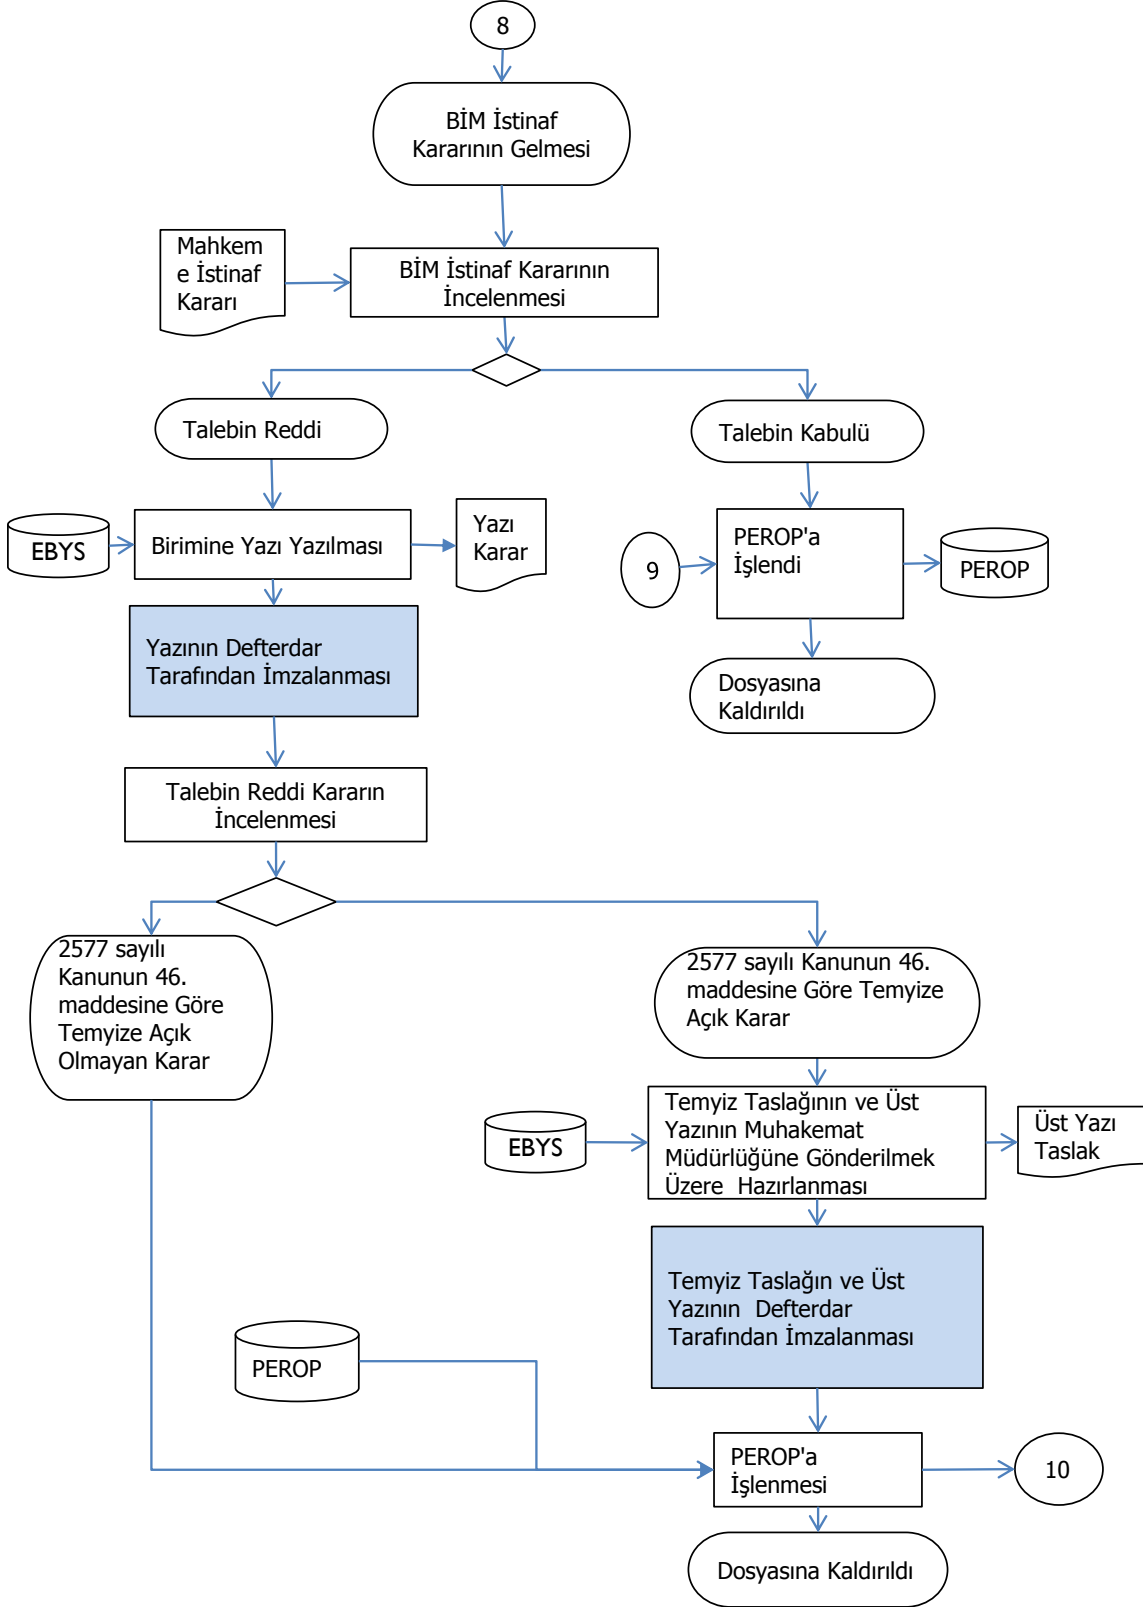 8
BİM İstinaf
Kararının Gelmesi
Mahkem
e İstinaf
Kararı
BİM İstinaf Kararının
İncelenmesi
Talebin Reddi
Talebin Kabulü
EBYS
Birimine Yazı Yazılması
Yazı
Karar
9
PEROP'a
İşlendi
PEROP
Yazının Defterdar
Tarafından İmzalanması
Dosyasına
Kaldırıldı
Talebin Reddi Kararın
İncelenmesi
2577 sayılı
Kanunun 46.
maddesine Göre
Temyize Açık
Olmayan Karar
2577 sayılı Kanunun 46.
maddesine Göre Temyize
Açık Karar
EBYS
Temyiz Taslağının ve Üst
Yazının Muhakemat
Müdürlüğüne Gönderilmek
Üzere  Hazırlanması
Üst Yazı
Taslak
Temyiz Taslağın ve Üst
Yazının  Defterdar
Tarafından İmzalanması
PEROP
PEROP'a
İşlenmesi
10
Dosyasına Kaldırıldı